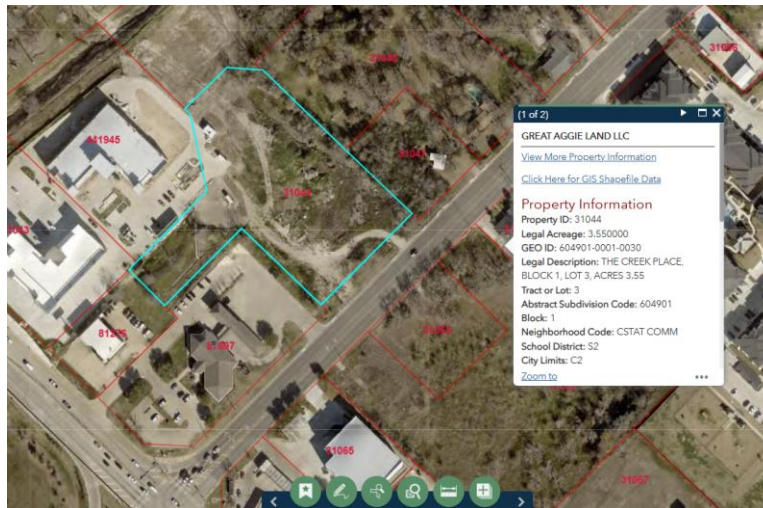 31056
31046
(1 of 2)
GREAT AGGIE LAND LLC
View More Property Information
Click Here for GIS Shapefile Data
Property Information
Property ID: 31044
Legal Acreage: 3.550000
GEO ID: 604901-0001-0030
Legal Description: THE CREEK PLACE,
BLOCK 1, LOT 3, ACRES 3.55
Tract or Lot: 3
Abstract Subdivision Code: 604901
Block: 1
Neighborhood Code: CSTAT COMM
School District: S2
City Limits: C2
Zoom to
31044
31065
31067